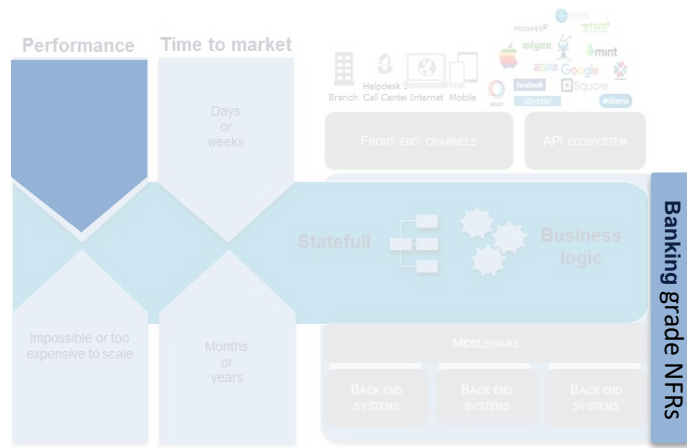 Performance
Time to market
Branch
Helpdesk
Call Center
Internet
Mobile
PROSPER
adyen
mint
Google
facebook
Square
iZettle
Klarna
Days
or
weeks
FRONT END CHANNELS
API ECOSYSTEM
Statefull
Business
logic
Banking grade NFRs
Impossible or too
expensive to scale
Months
or
years
MIDDLEWARE
BACK END
SYSTEMS
BACK END
SYSTEMS
BACK END
SYSTEMS